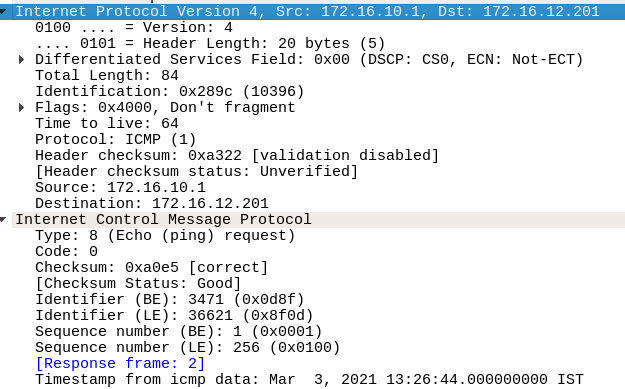 Internet Protocol Version 4, Src: 172.16.10.1, Dst: 172.16.12.201
0100 .... = Version: 4
.... 0101 = Header Length: 20 bytes (5)
Differentiated Services Field: 0x00 (DSCP: CS0, ECN: Not-ECT)
Total Length: 84
Identification: 0x289c (10396)
Flags: 0x4000, Don't fragment
Time to live: 64
Protocol: ICMP (1)
Header checksum: 0xa322 [validation disabled]
[Header checksum status: Unverified]
Source: 172.16.10.1
Destination: 172.16.12.201
Internet Control Message Protocol
Type: 8 (Echo (ping) request)
Code: 0
Checksum: 0xa0e5 [correct]
[Checksum Status: Good]
Identifier (BE): 3471 (0x0d8f)
Identifier (LE): 36621 (0x8f0d)
Sequence number (BE): 1 (0x0001)
Sequence number (LE): 256 (0x0100)
[Response frame: 2]
Timestamp from icmp data: Mar  3, 2021 13:26:44.000000000 IST